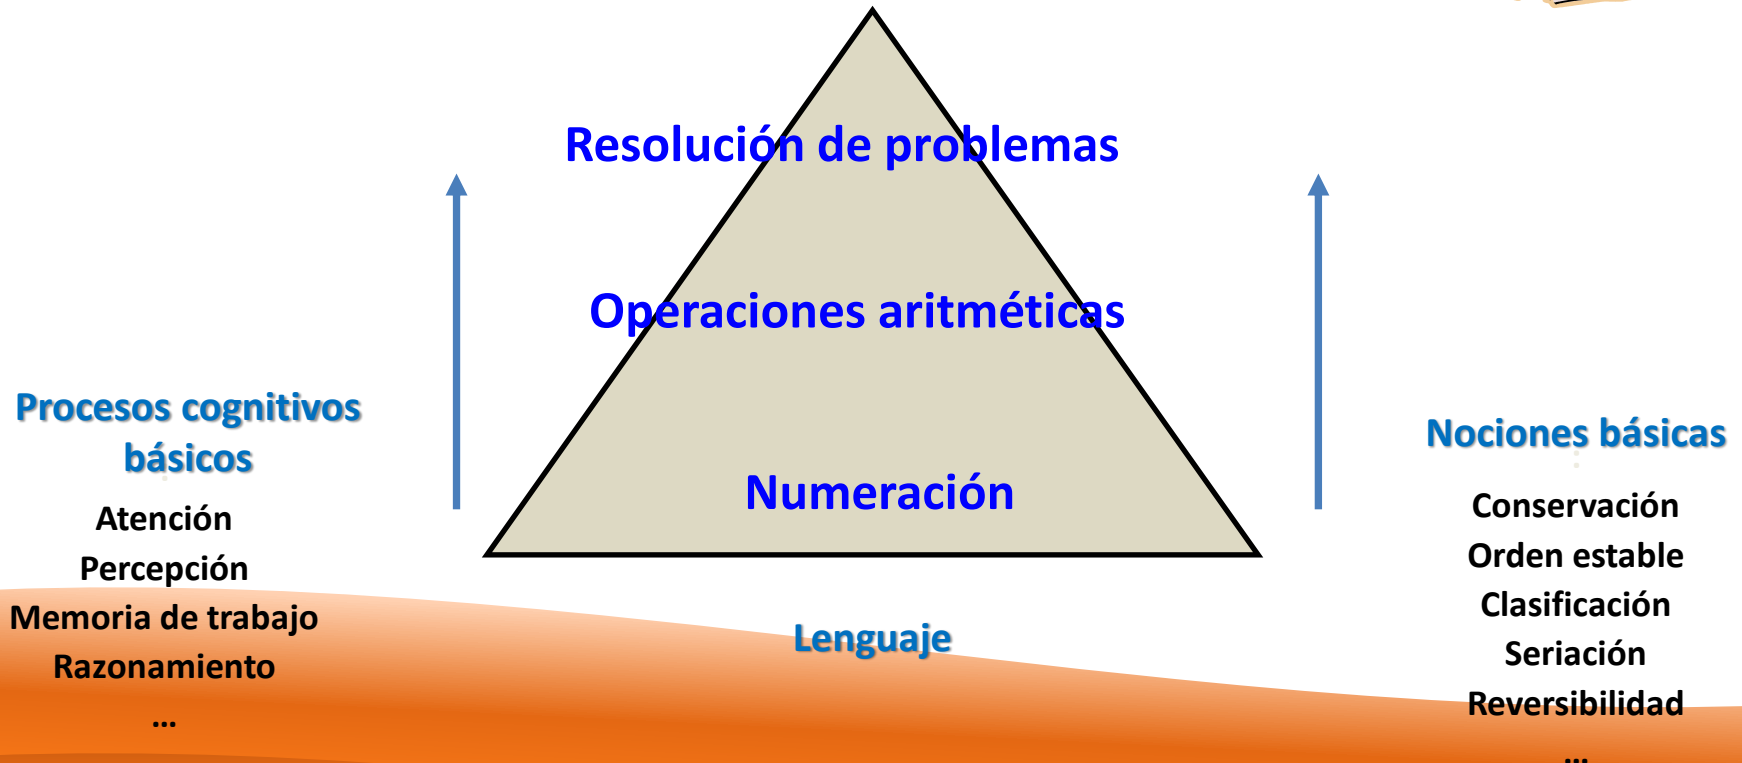 Resolución de problemas
Operaciones aritméticas
Numeración
Procesos cognitivos
básicos
:
Atención
Percepción
Memoria de trabajo
Razonamiento
...
Lenguaje
Nociones básicas
:
Conservación
Orden estable
Clasificación
Seriación
Reversibilidad
...